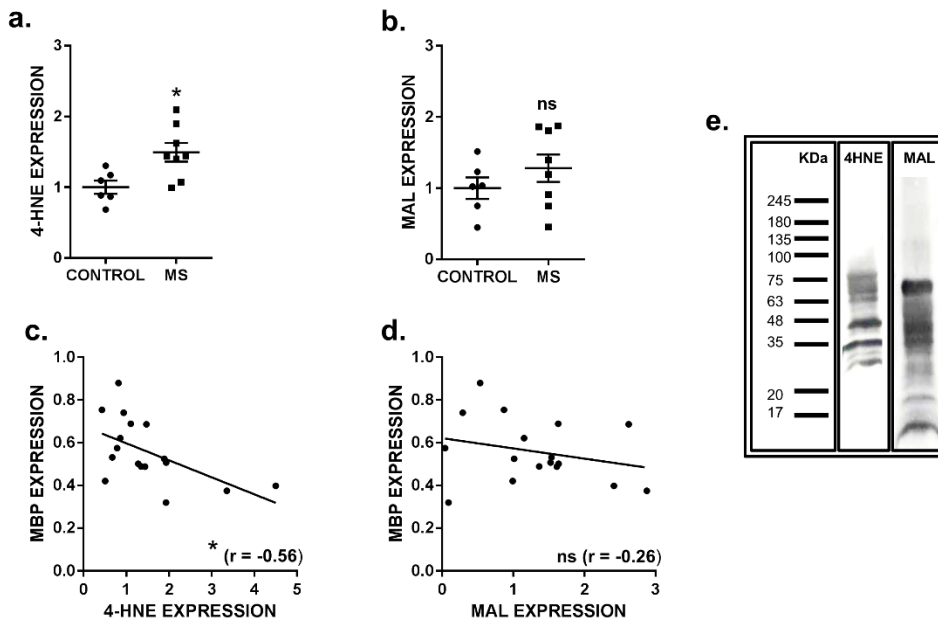 a.
4-HNE EXPRESSION
3
2
1
0
*
CONTROL MS
b.
MAL EXPRESSION
3
2
1
0
ns
CONTROL MS
c.
MBP EXPRESSION
1.0
0.8
0.6
0.4
0.2
0.0
* (r = -0.56)
0 1 2 3 4 5
4-HNE EXPRESSION
d.
MBP EXPRESSION
1.0
0.8
0.6
0.4
0.2
0.0
ns (r = -0.26)
0 1 2 3
MAL EXPRESSION
e.
KDa 4HNE MAL
245
180
135
100
75
63
48
35
20
17